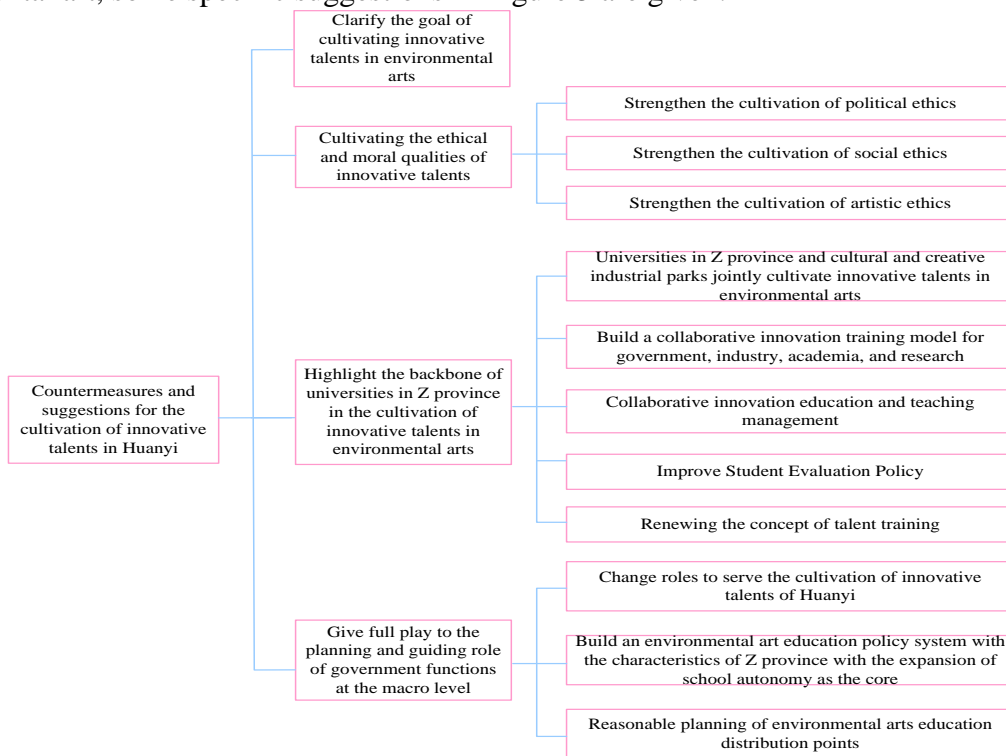 Clarify the goal of
cultivating innovative
talents in environmental
arts
Cultivating the ethical
and moral qualities of
innovative talents
Strengthen the cultivation of political ethics
Strengthen the cultivation of social ethics
Strengthen the cultivation of artistic ethics
Countermeasures and
suggestions for the
cultivation of innovative
talents in Huanyi
Highlight the backbone of
universities in Z province
in the cultivation of
innovative talents in
environmental arts
Universities in Z province and cultural and creative
industrial parks jointly cultivate innovative talents in
environmental arts
Build a collaborative innovation training model for
government, industry, academia, and research
Collaborative innovation education and teaching
management
Improve Student Evaluation Policy
Renewing the concept of talent training
Give full play to the
planning and guiding role
of government functions
at the macro level
Change roles to serve the cultivation of innovative
talents of Huanyi
Build an environmental art education policy system with
the characteristics of Z province with the expansion of
school autonomy as the core
Reasonable planning of environmental arts education
distribution points